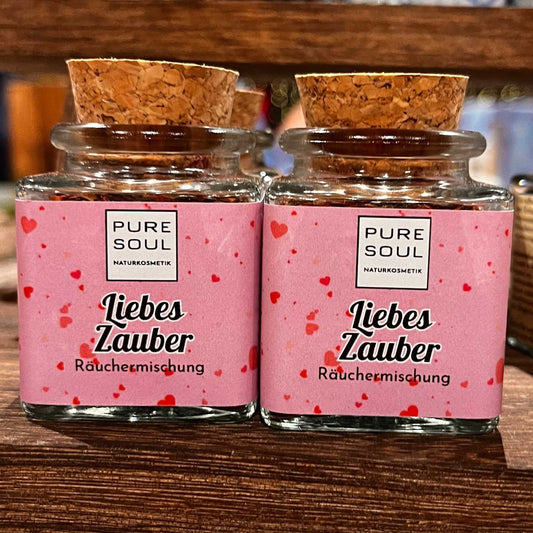 PURE
SOUL
NATURKOSMETIK
Liebes
Zauber
Räuchermischung
PURE
SOUL
NATURKOSMETIK
Liebes
Zauber
Räuchermischung